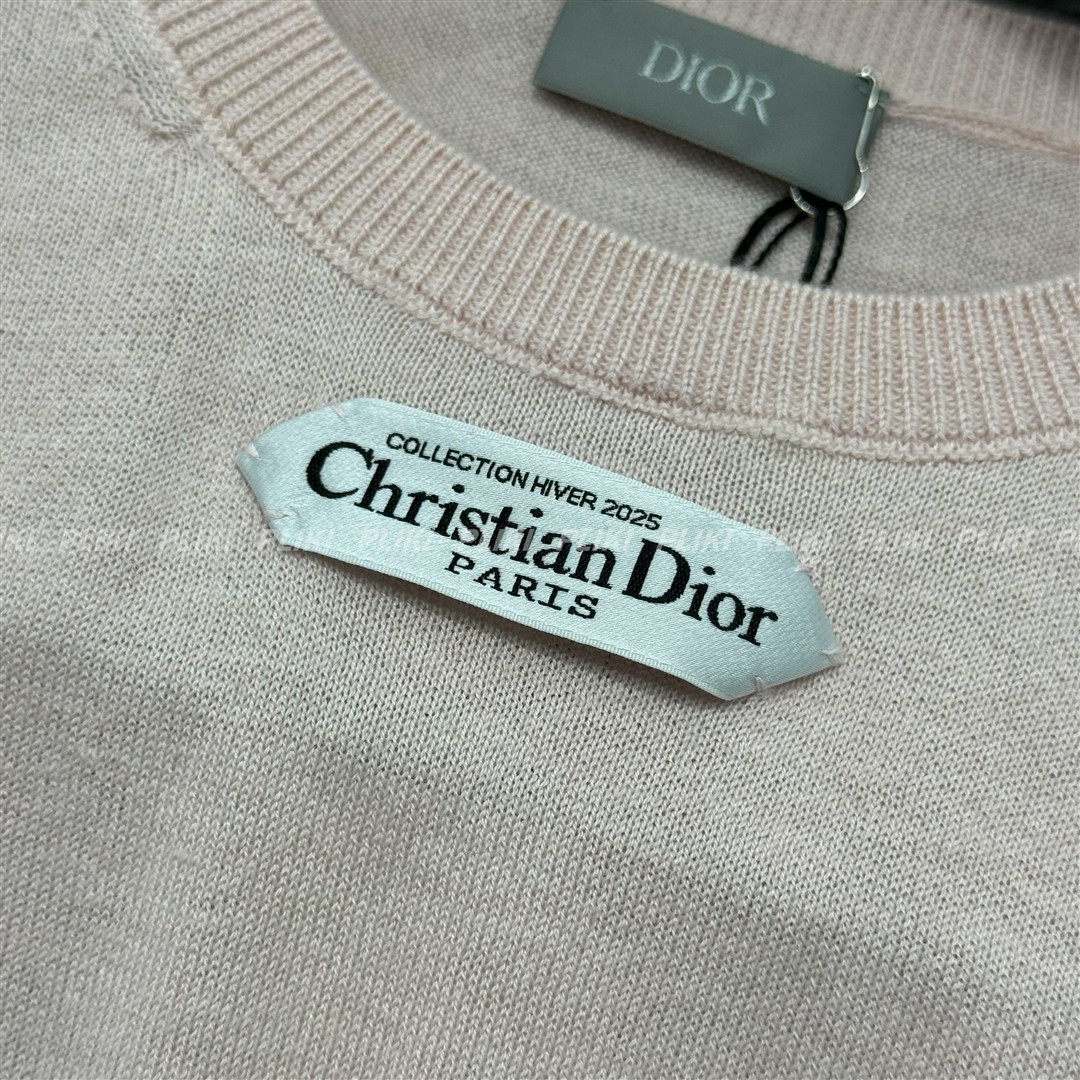 DIOR
COLLECTION HIVER 2025
Christian Dior
PARIS